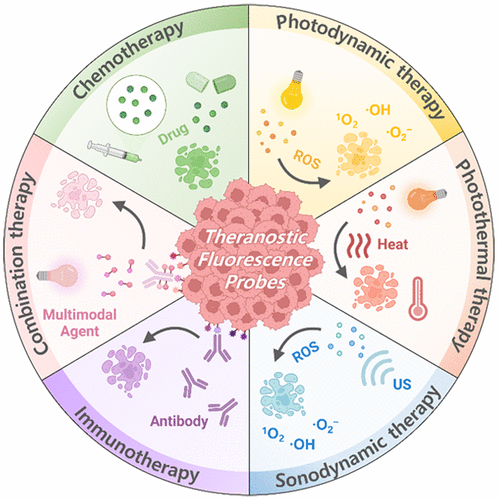 Chemotherapy
Drug
Photodynamic therapy
ROS
¹O₂
·OH
·O₂⁻
Photothermal therapy
Heat
Sonodynamic therapy
ROS
US
¹O₂
·OH
·O₂⁻
Immunotherapy
Antibody
Combination therapy
Multimodal
Agent
Theranostic
Fluorescence
Probes